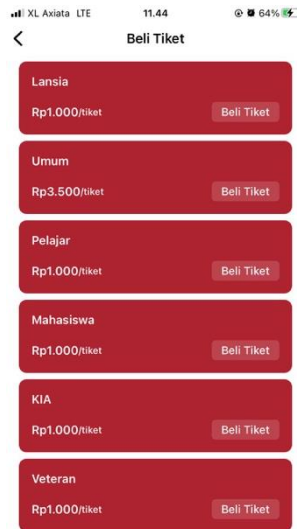 XL Axiata LTE 11.44 64%
Beli Tiket
Lansia
Rp1.000/tiket Beli Tiket
Umum
Rp3.500/tiket Beli Tiket
Pelajar
Rp1.000/tiket Beli Tiket
Mahasiswa
Rp1.000/tiket Beli Tiket
KIA
Rp1.000/tiket Beli Tiket
Veteran
Rp1.000/tiket Beli Tiket